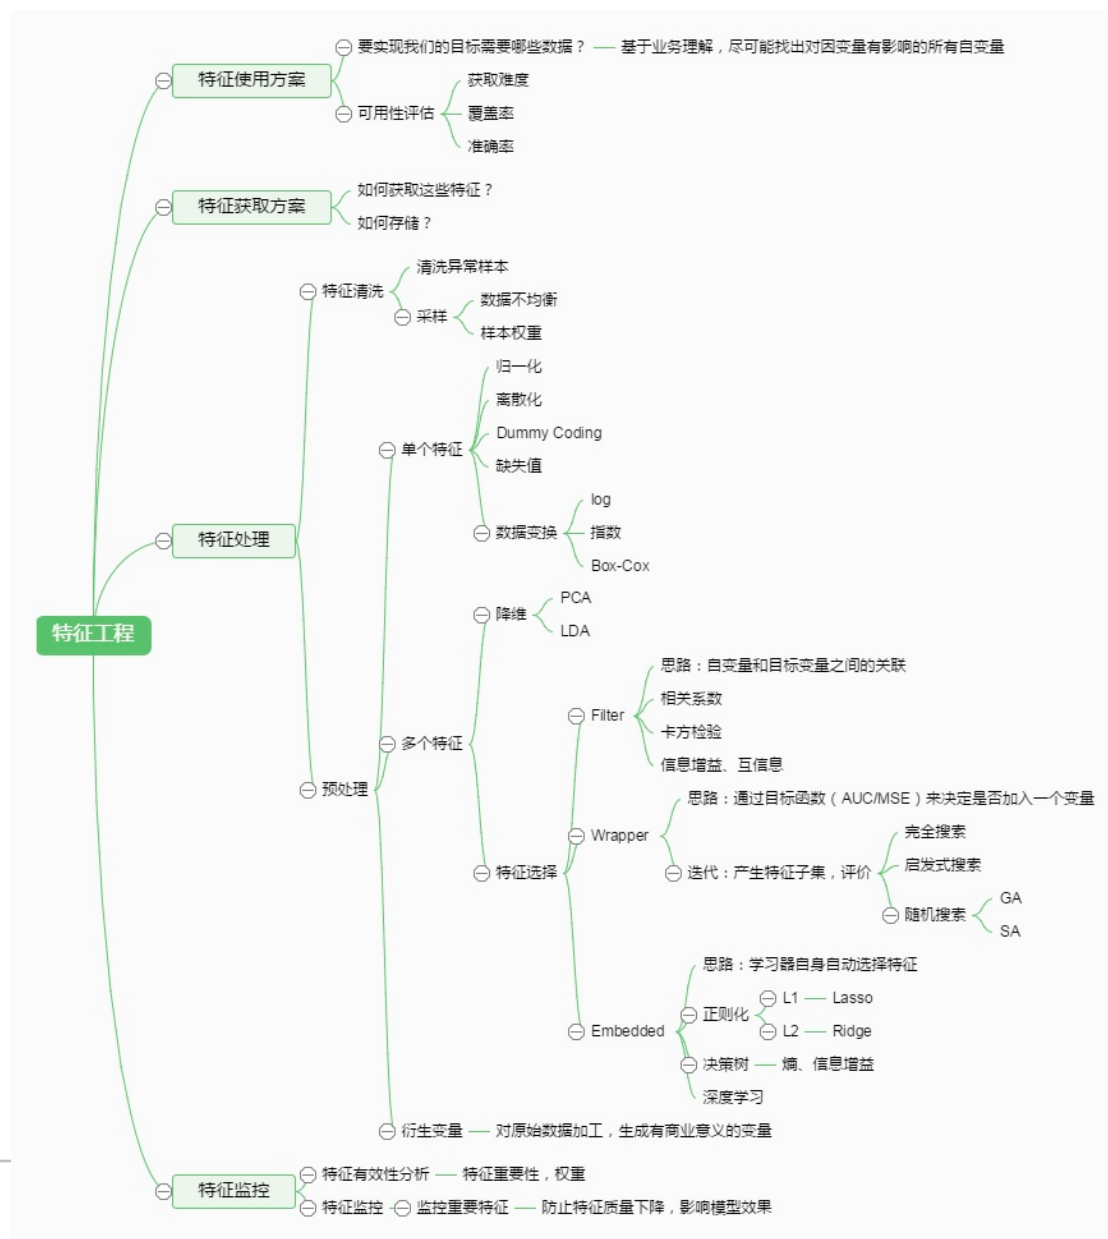 要实现我们的目标需要哪些数据？
基于业务理解，尽可能找出对因变量有影响的所有自变量
特征使用方案
获取难度
可用性评估
覆盖率
准确率
如何获取这些特征？
特征获取方案
如何存储？
清洗异常样本
特征清洗
数据不均衡
采样
样本权重
归一化
离散化
Dummy Coding
单个特征
缺失值
log
数据变换
指数
特征处理
Box-Cox
PCA
降维
特征工程
LDA
思路：自变量和目标变量之间的关联
相关系数
Filter
卡方检验
多个特征
信息增益、互信息
预处理
思路：通过目标函数（AUC/MSE）来决定是否加入一个变量
Wrapper
完全搜索
特征选择
迭代：产生特征子集，评价
启发式搜索
GA
随机搜索
SA
思路：学习器自身自动选择特征
L1
Lasso
正则化
Embedded
L2
Ridge
决策树
熵、信息增益
深度学习
衍生变量
对原始数据加工，生成有商业意义的变量
特征有效性分析
特征重要性，权重
特征监控
特征监控
监控重要特征
防止特征质量下降，影响模型效果